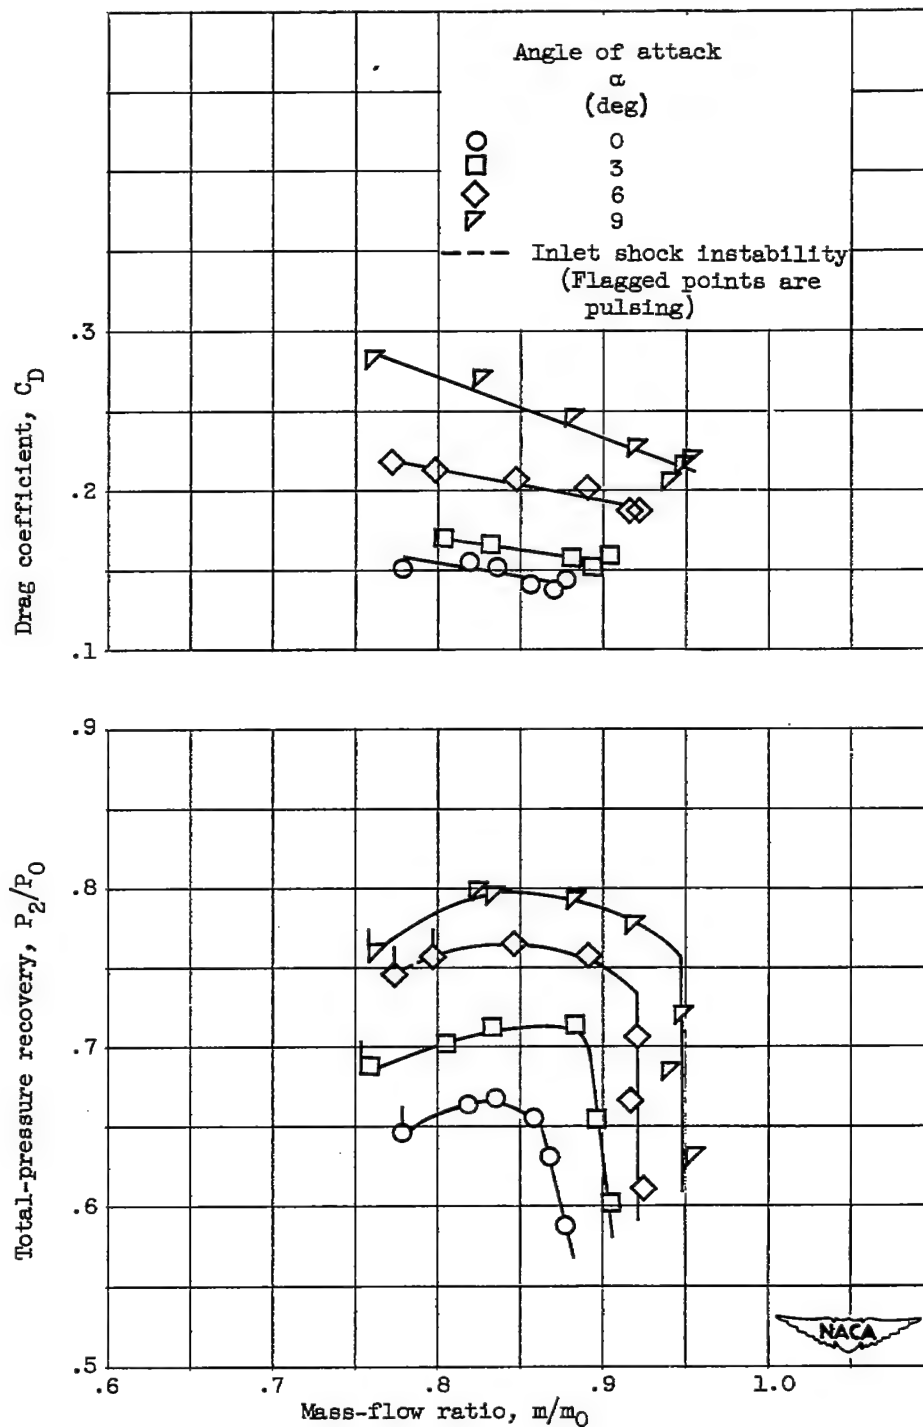 Angle of attack
α
(deg)
0
3
6
9
Inlet shock instability
(Flagged points are
pulsing)
.3
.2
.1
Drag coefficient, C_D
.9
.8
.7
.6
.5
Total-pressure recovery, P_2/P_0
.6 .7 .8 .9 1.0
Mass-flow ratio, m/m_0
NACA